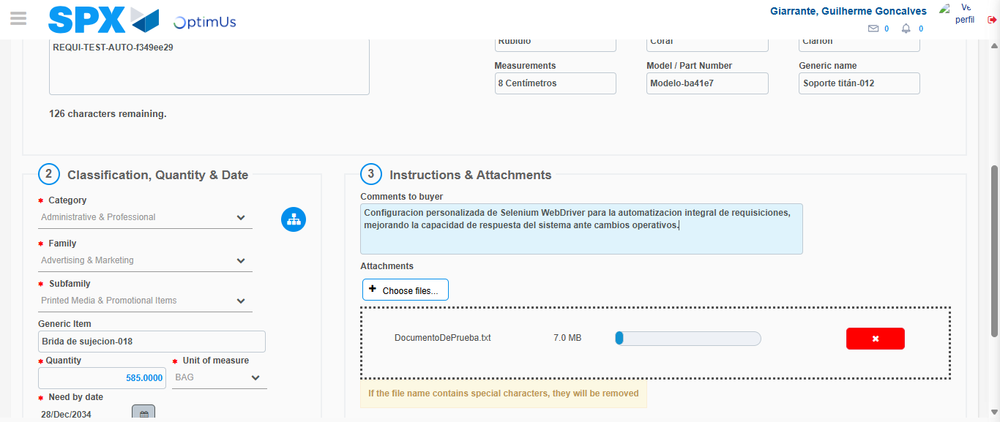 SPX OptimUs
Giarrante, Guilherme Goncalves
Ve
perfil
0 0
REQUI-TEST-AUTO-f349ee29
Rubidio Coral Clarion
Measurements Model / Part Number Generic name
8 Centímetros Modelo-ba41e7 Soporte titán-012
126 characters remaining.
2 Classification, Quantity & Date
* Category
Administrative & Professional
* Family
Advertising & Marketing
* Subfamily
Printed Media & Promotional Items
Generic Item
Brida de sujecion-018
* Quantity * Unit of measure
585.0000 BAG
* Need by date
28/Dec/2034
3 Instructions & Attachments
Comments to buyer
Configuracion personalizada de Selenium WebDriver para la automatizacion integral de requisiciones,
mejorando la capacidad de respuesta del sistema ante cambios operativos.
Attachments
+ Choose files...
DocumentoDePrueba.txt 7.0 MB
If the file name contains special characters, they will be removed